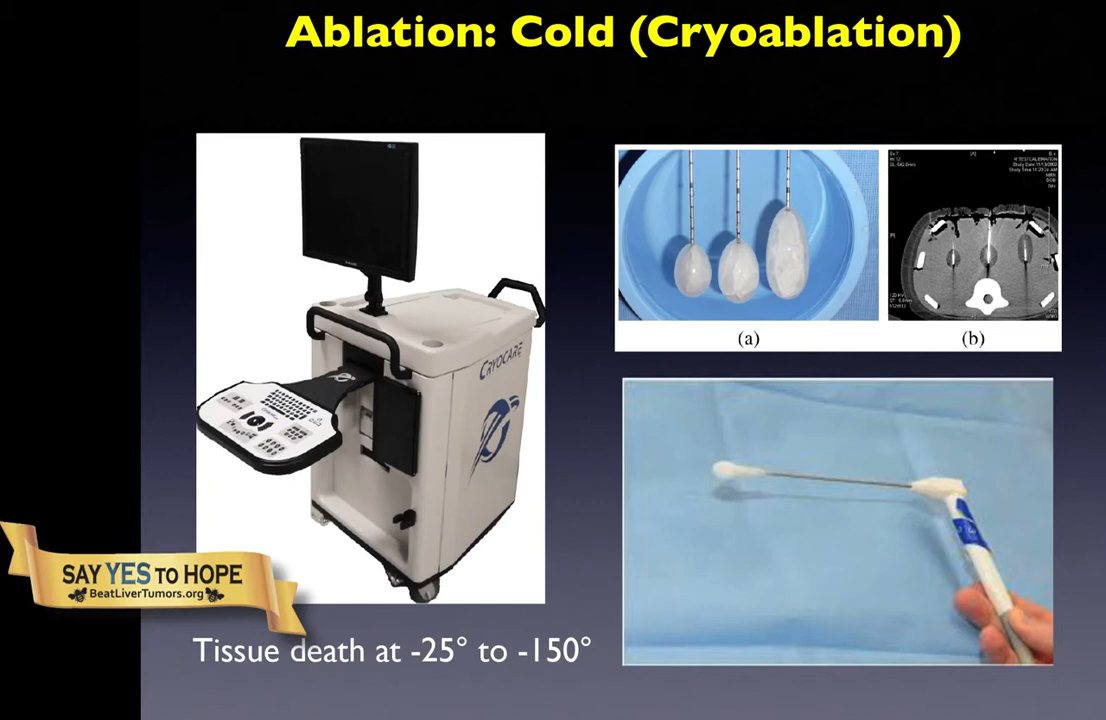 Ablation: Cold (Cryoablation)
CRYOCARE
(a)
(b)
SAY YES TO HOPE
BeatLiverTumors.org
Tissue death at -25° to -150°